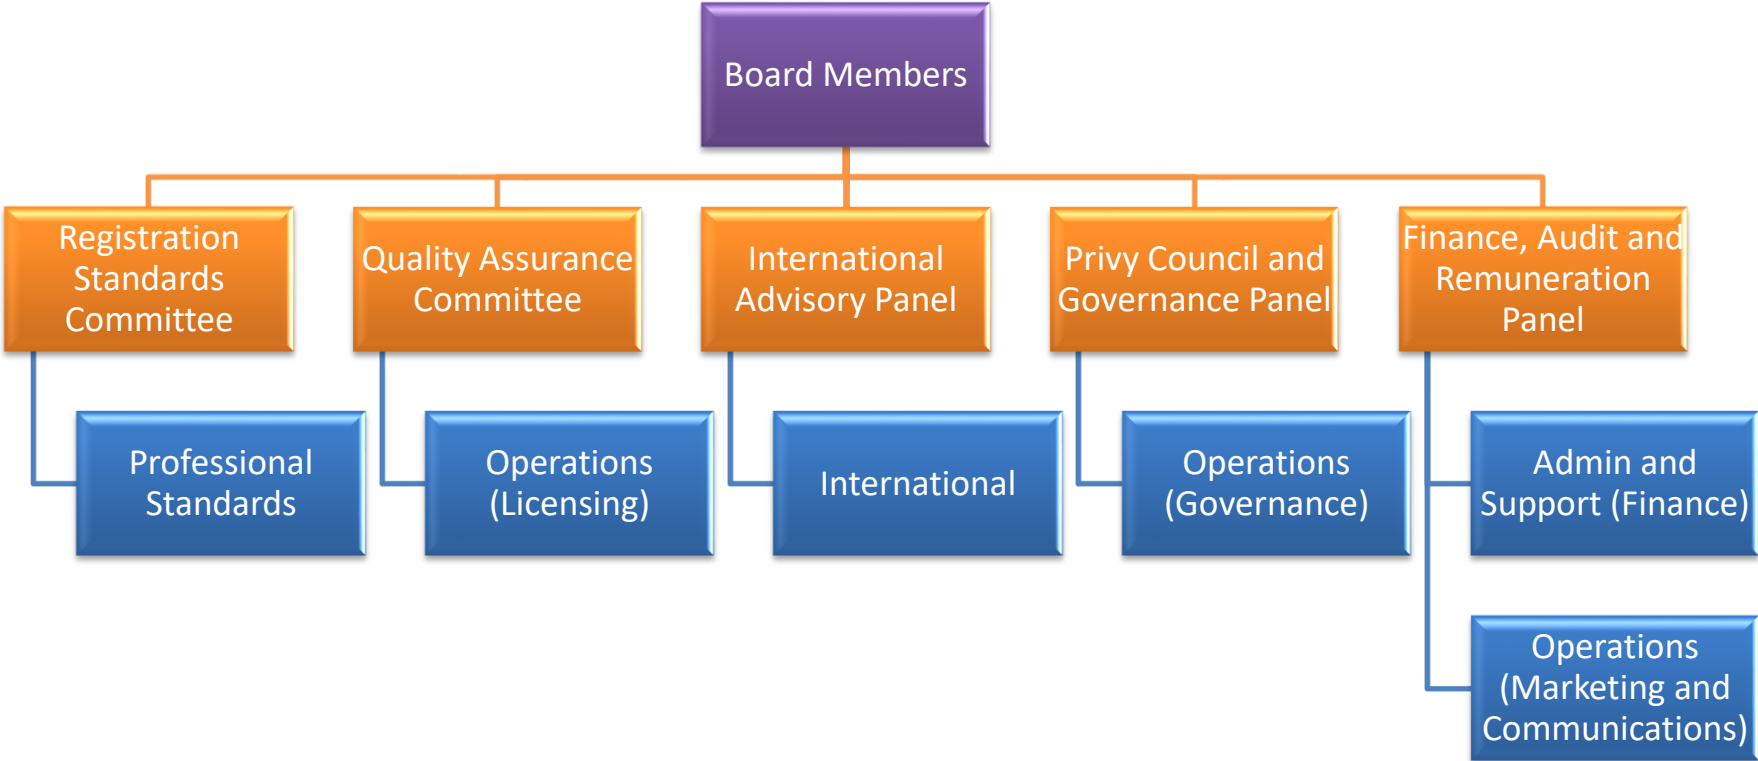 Board Members
Registration
Standards
Committee
Quality Assurance
Committee
International
Advisory Panel
Privy Council and
Governance Panel
Finance, Audit and
Remuneration
Panel
Professional
Standards
Operations
(Licensing)
International
Operations
(Governance)
Admin and
Support (Finance)
Operations
(Marketing and
Communications)